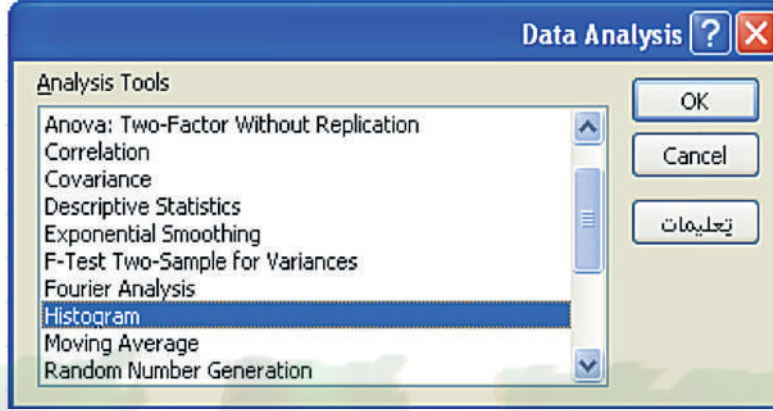 Data Analysis
Analysis Tools
Anova: Two-Factor Without Replication
Correlation
Covariance
Descriptive Statistics
Exponential Smoothing
F-Test Two-Sample for Variances
Fourier Analysis
Histogram
Moving Average
Random Number Generation
OK
Cancel
تعليمات